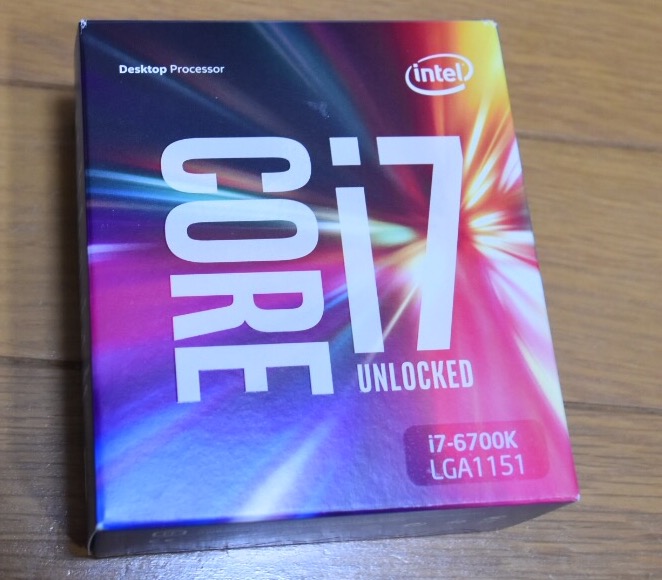 Desktop Processor
intel
CORE
i7
UNLOCKED
i7-6700K
LGA1151